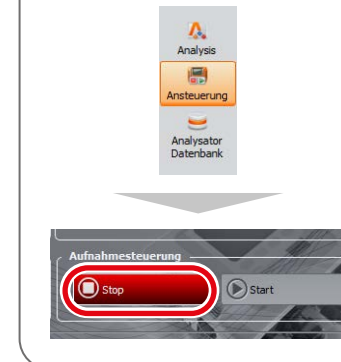 Analysis
Ansteuerung
Analysator
Datenbank
Aufnahmesteuerung
Stop
Start